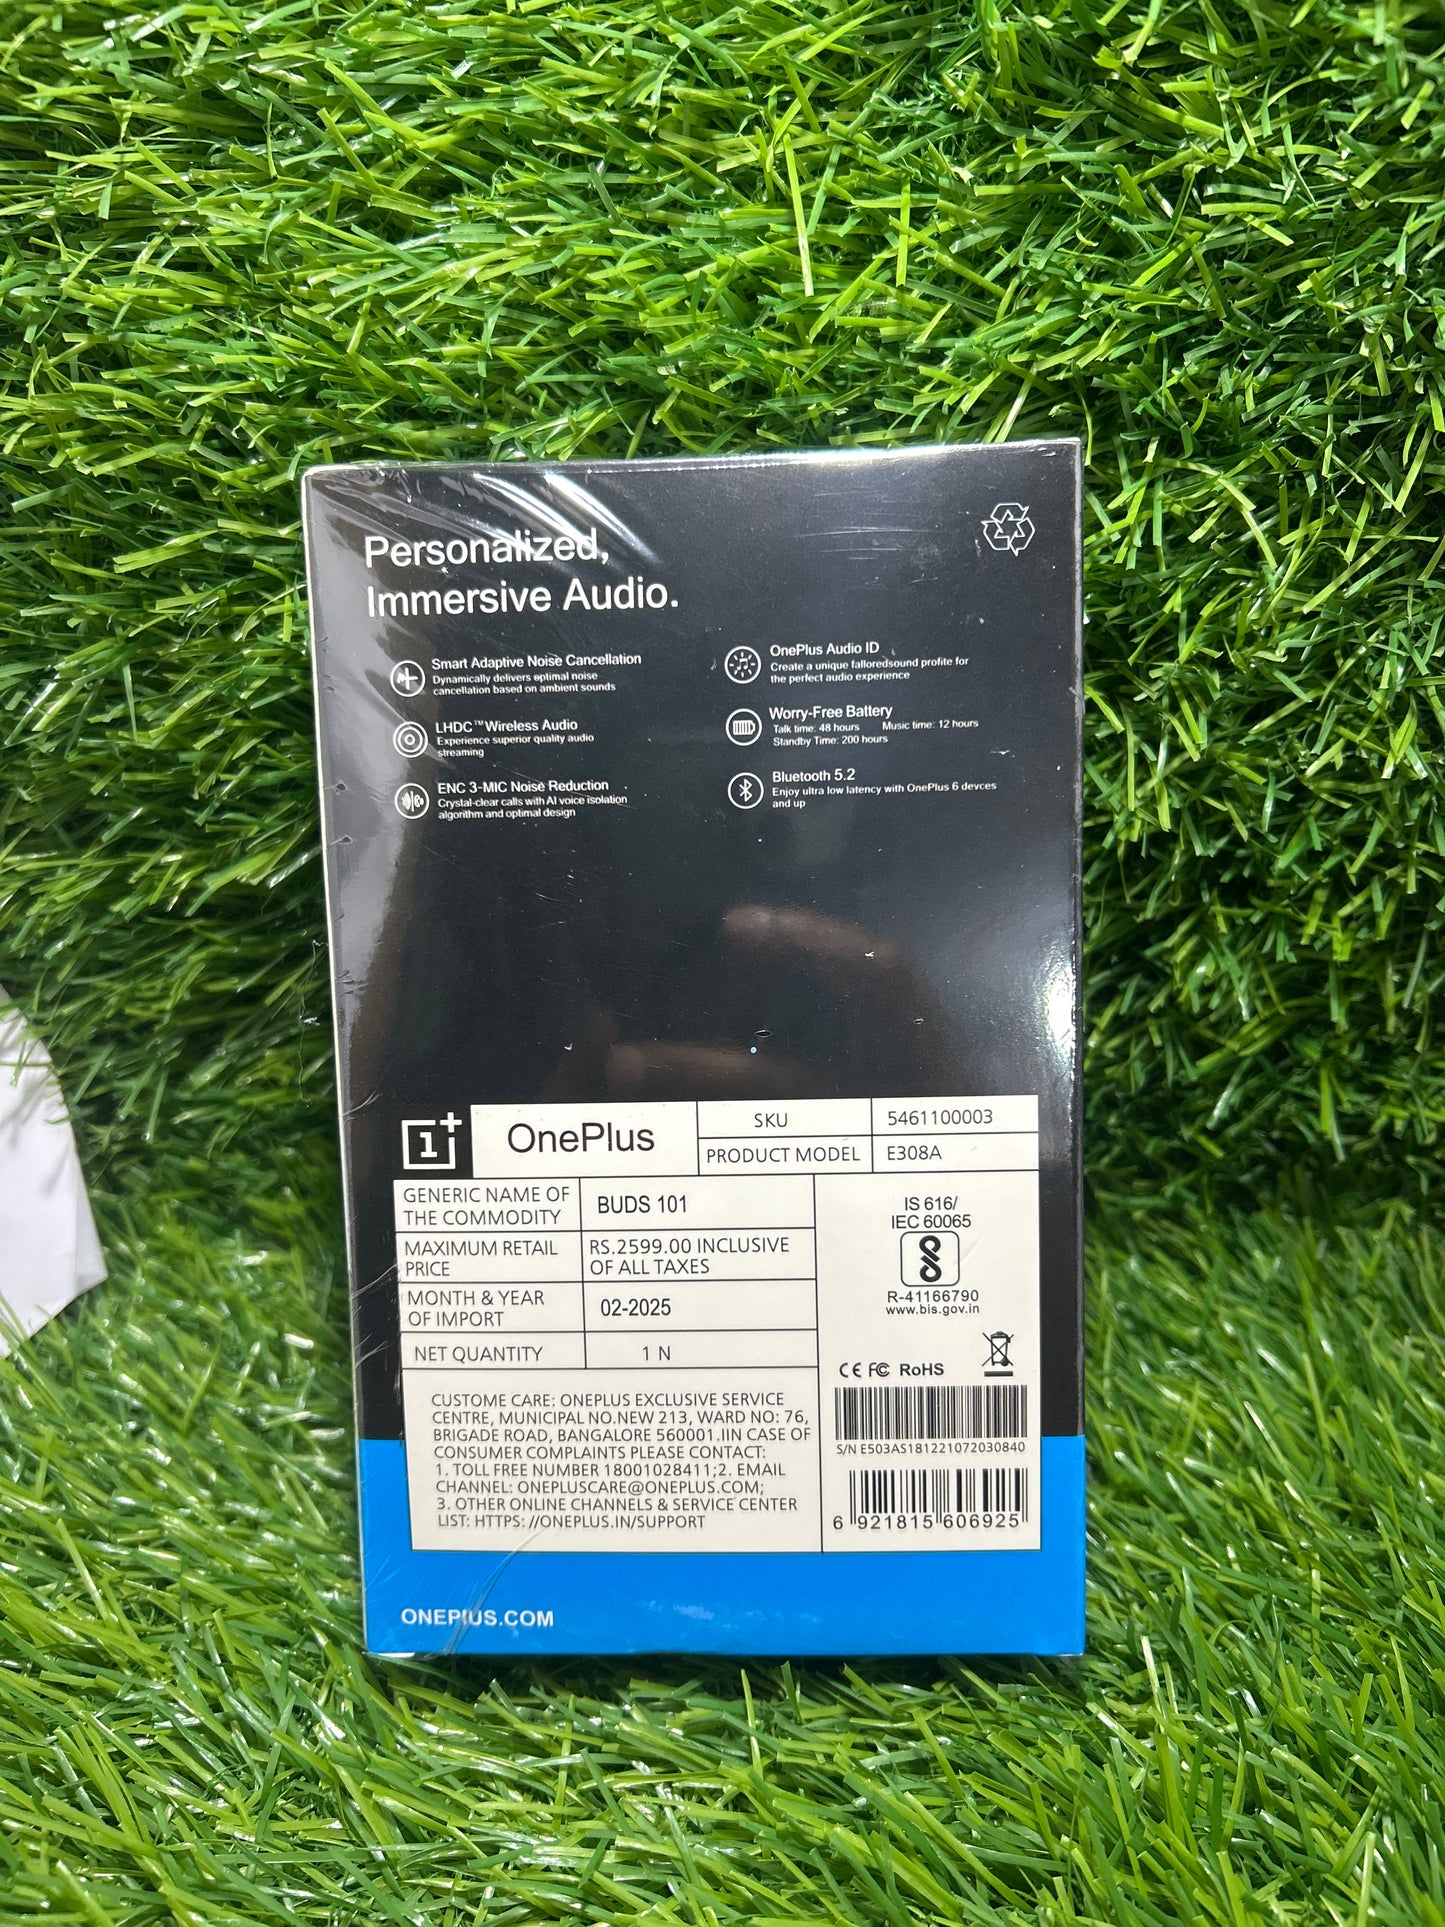 Personalized,
Immersive Audio.
Smart Adaptive Noise Cancellation
Dynamically delivers optimal noise
cancellation based on ambient sounds
LHDC™Wireless Audio
Experience superior quality audio
streaming
ENC 3-MIC Noise Reduction
Crystal-clear calls with AI voice isolation
algorithm and optimal design
OnePlus Audio ID
Create a unique falloredsound profite for
the perfect audio experience
Worry-Free Battery
Talk time: 48 hours Music time: 12 hours
Standby Time: 200 hours
Bluetooth 5.2
Enjoy ultra low latency with OnePlus 6 devces
and up
1+ OnePlus
SKU 5461100003
PRODUCT MODEL E308A
GENERIC NAME OF
THE COMMODITY
BUDS 101
MAXIMUM RETAIL
PRICE
RS.2599.00 INCLUSIVE
OF ALL TAXES
MONTH & YEAR
OF IMPORT
02-2025
NET QUANTITY 1 N
CUSTOME CARE: ONEPLUS EXCLUSIVE SERVICE
CENTRE, MUNICIPAL NO.NEW 213, WARD NO: 76,
BRIGADE ROAD, BANGALORE 560001.IIN CASE OF
CONSUMER COMPLAINTS PLEASE CONTACT:
1. TOLL FREE NUMBER 18001028411;2. EMAIL
CHANNEL: ONEPLUSCARE@ONEPLUS.COM;
3. OTHER ONLINE CHANNELS & SERVICE CENTER
LIST: HTTPS: //ONEPLUS.IN/SUPPORT
IS 616/
IEC 60065
R-41166790
www.bis.gov.in
CE FC RoHS
S/N E503AS181221072030840
6 921815 606925
ONEPLUS.COM